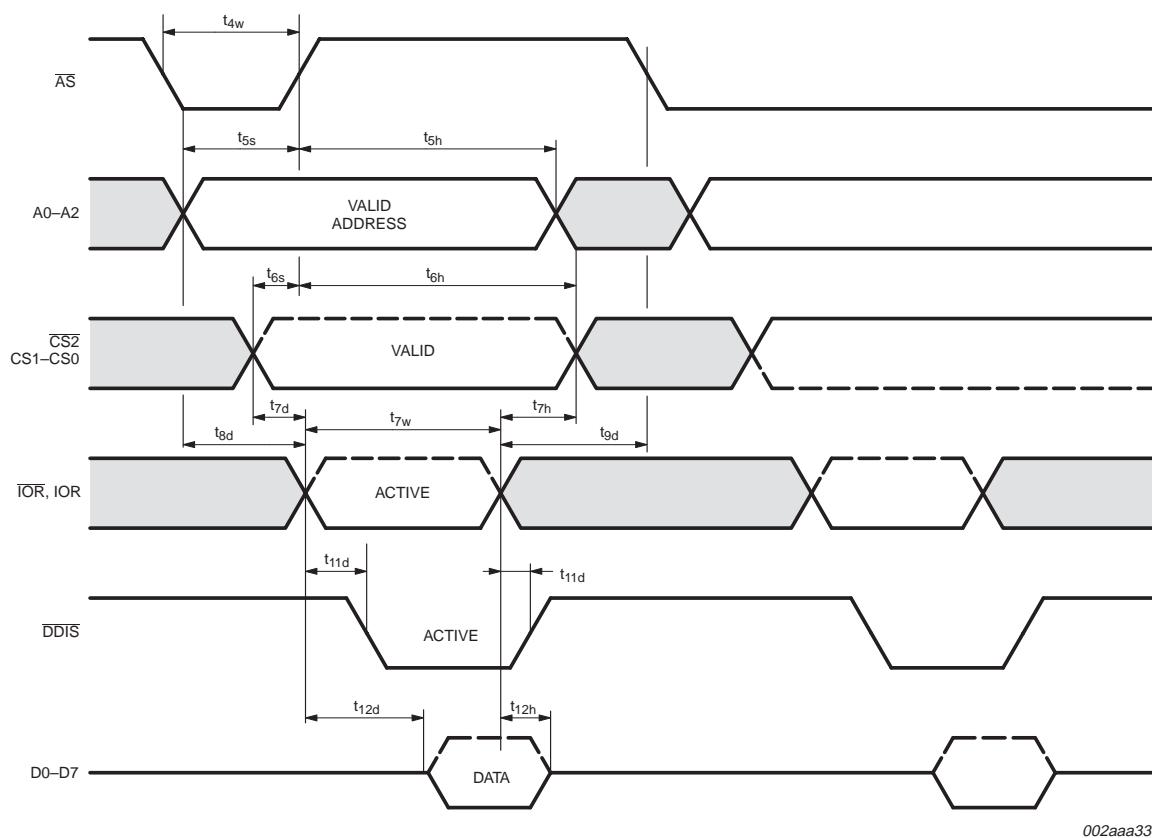 t4w
AS
t5s
t5h
A0–A2
VALID
ADDRESS
t6s
t6h
CS2
CS1–CS0
VALID
t7d
t7w
t7h
t8d
t9d
IOR, IOR
ACTIVE
t11d
t11d
DDIS
ACTIVE
t12d
t12h
D0–D7
DATA
002aaa33